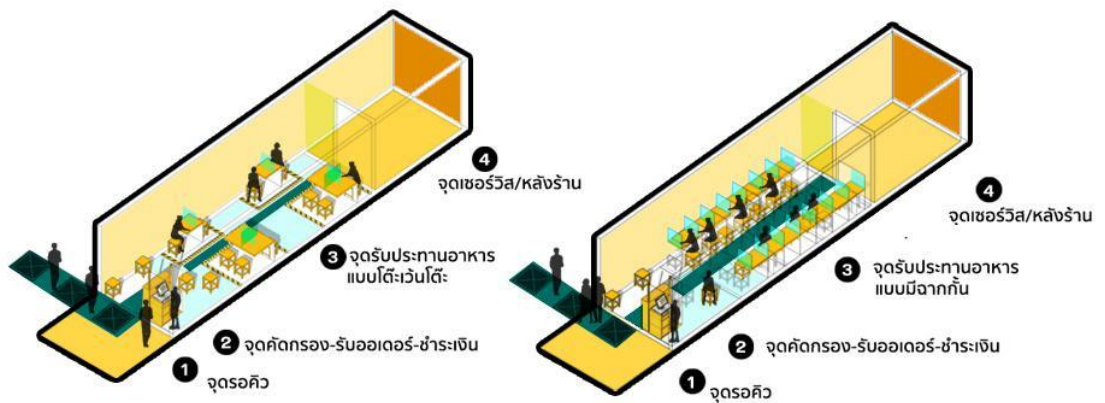 4
จุดเซอร์วิส/หลังร้าน
3 จุดรับประทานอาหาร
แบบโต๊ะเว้นโต๊ะ
2 จุดคัดกรอง-รับออเดอร์-ชำระเงิน
1 จุดรอคิว
4
จุดเซอร์วิส/หลังร้าน
3 จุดรับประทานอาหาร
แบบมีฉากกั้น
2 จุดคัดกรอง-รับออเดอร์-ชำระเงิน
1 จุดรอคิว